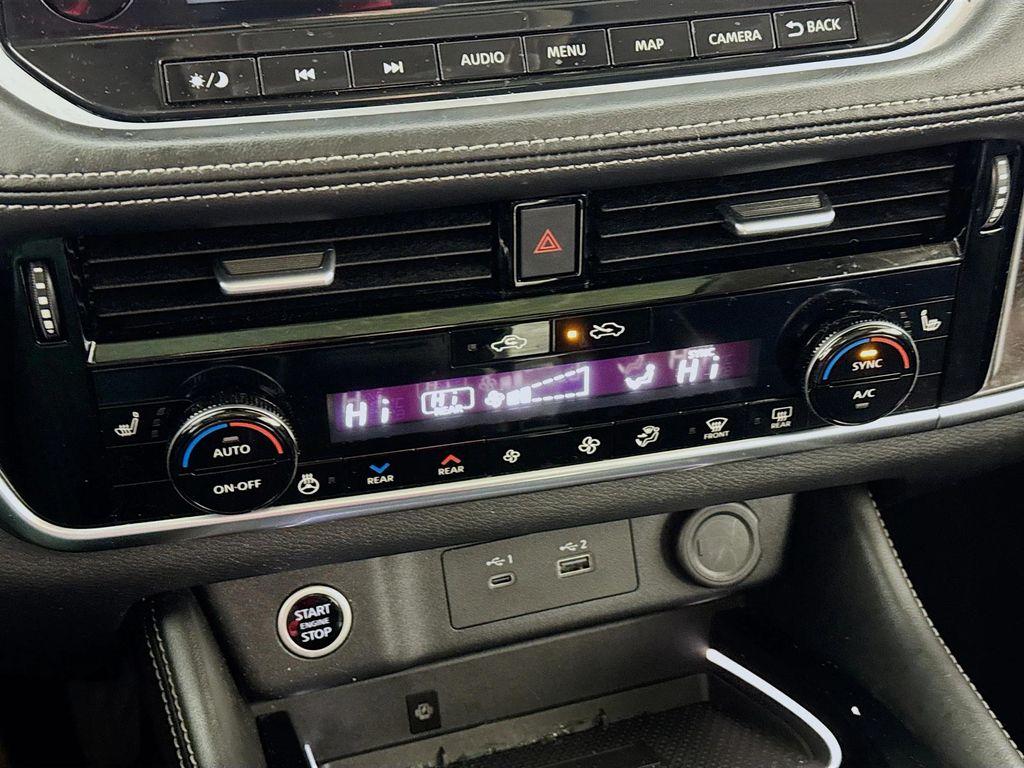 AUDIO MENU MAP CAMERA BACK
SYNC
Hi Hi REAR Hi
SYNC
A/C
AUTO
ON·OFF
REAR REAR FRONT REAR
1 2
START
ENGINE
STOP